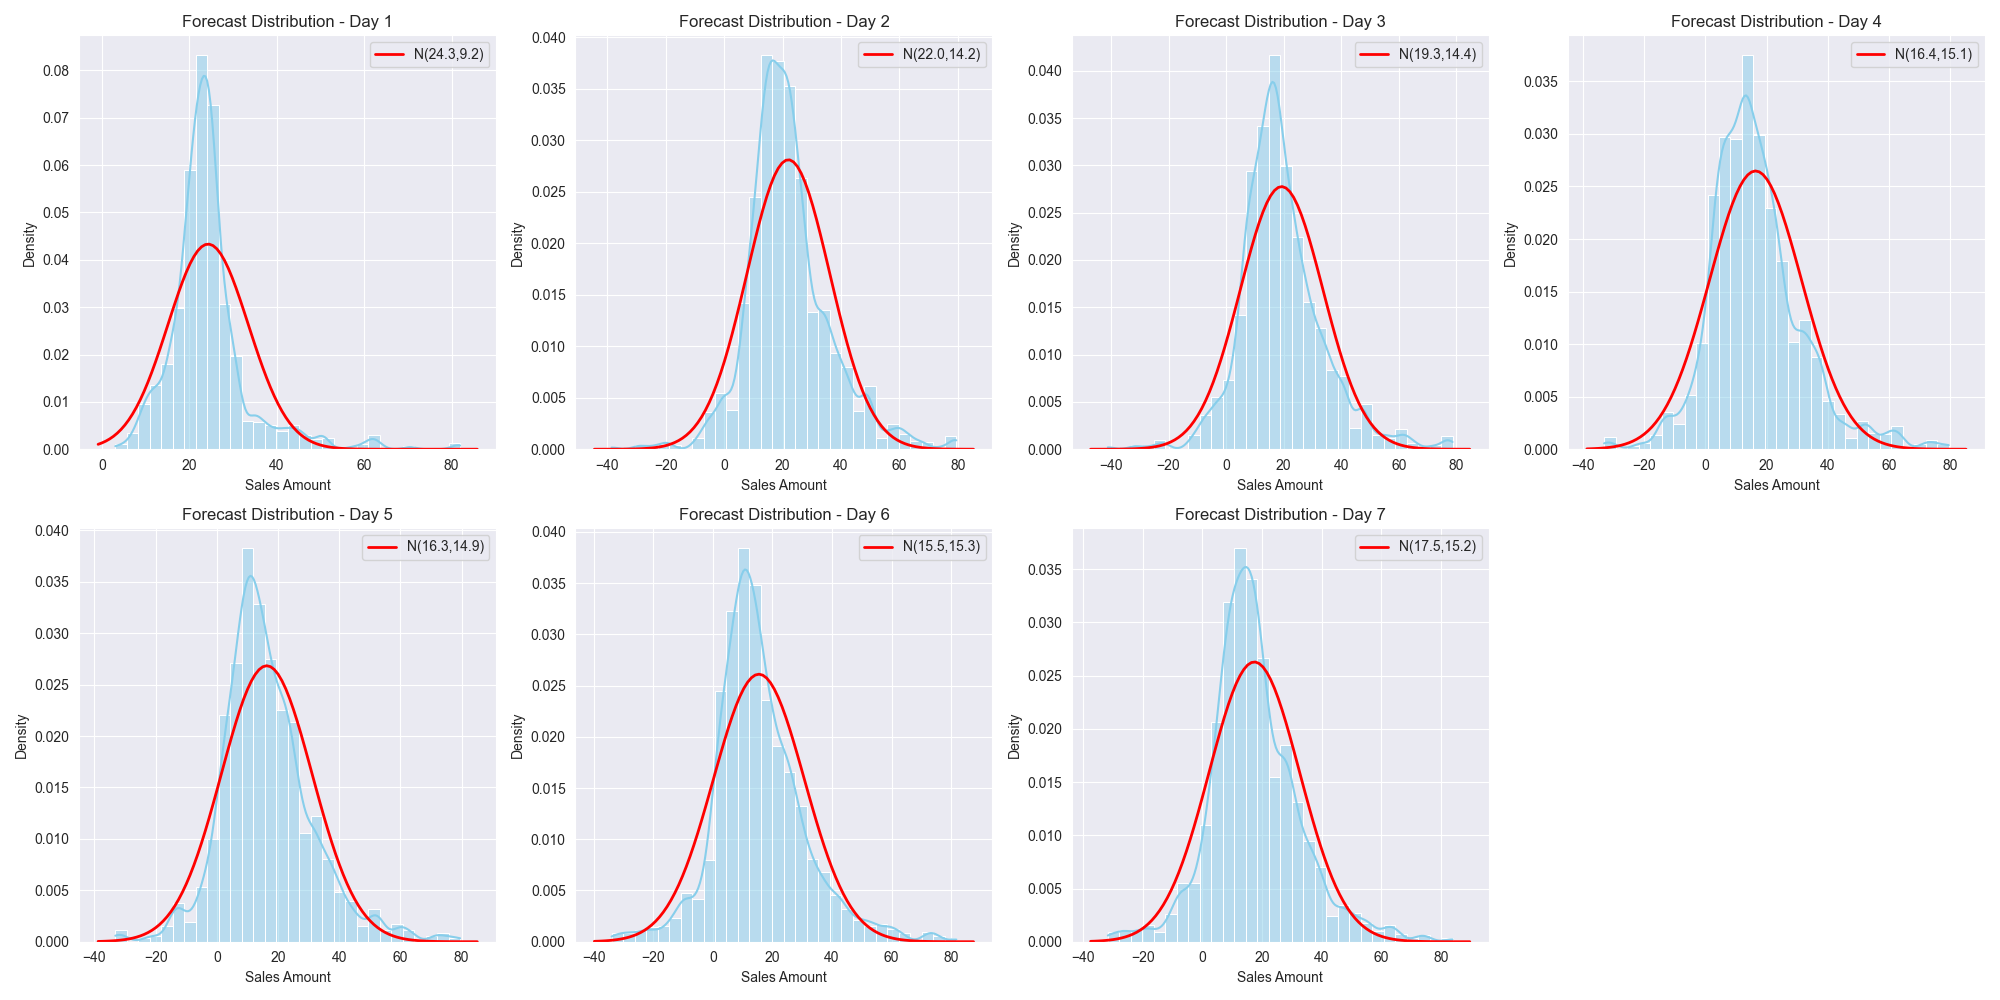 Forecast Distribution - Day 1
N(24.3,9.2)
Density
0.08
0.07
0.06
0.05
0.04
0.03
0.02
0.01
0.00
0 20 40 60 80
Sales Amount
Forecast Distribution - Day 2
N(22.0,14.2)
Density
0.040
0.035
0.030
0.025
0.020
0.015
0.010
0.005
0.000
−40 −20 0 20 40 60 80
Sales Amount
Forecast Distribution - Day 3
N(19.3,14.4)
Density
0.040
0.035
0.030
0.025
0.020
0.015
0.010
0.005
0.000
−40 −20 0 20 40 60 80
Sales Amount
Forecast Distribution - Day 4
N(16.4,15.1)
Density
0.035
0.030
0.025
0.020
0.015
0.010
0.005
0.000
−40 −20 0 20 40 60 80
Sales Amount
Forecast Distribution - Day 5
N(16.3,14.9)
Density
0.040
0.035
0.030
0.025
0.020
0.015
0.010
0.005
0.000
−40 −20 0 20 40 60 80
Sales Amount
Forecast Distribution - Day 6
N(15.5,15.3)
Density
0.040
0.035
0.030
0.025
0.020
0.015
0.010
0.005
0.000
−40 −20 0 20 40 60 80
Sales Amount
Forecast Distribution - Day 7
N(17.5,15.2)
Density
0.035
0.030
0.025
0.020
0.015
0.010
0.005
0.000
−40 −20 0 20 40 60 80
Sales Amount